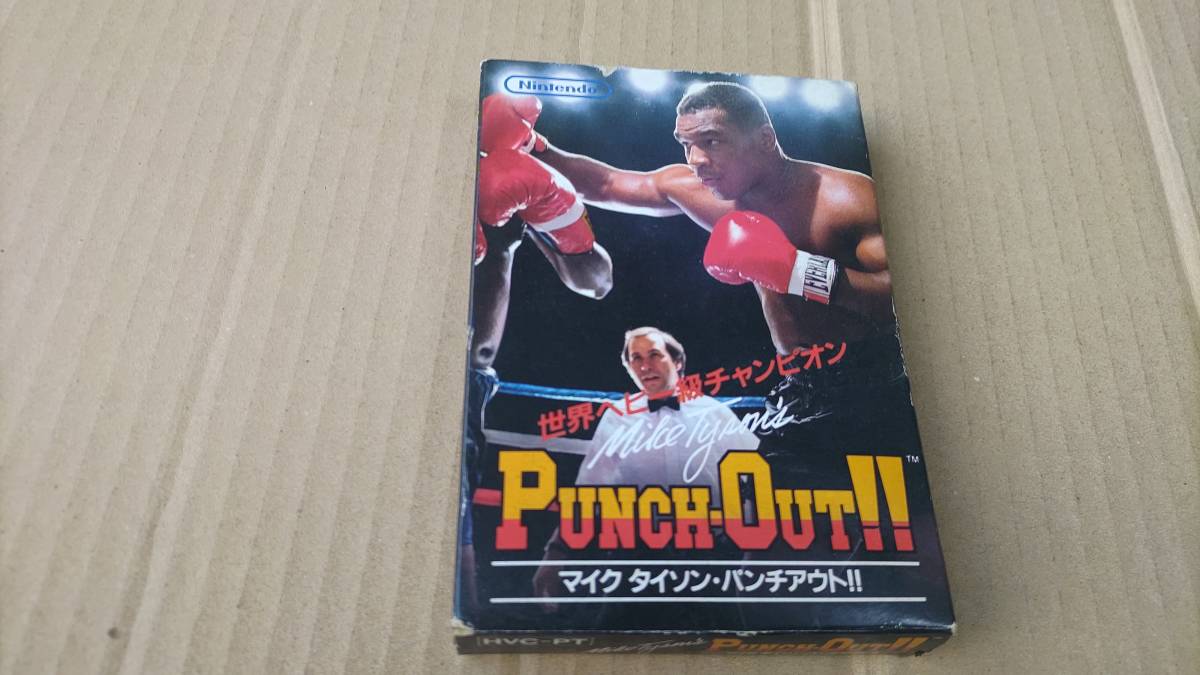 Nintendo
EVERLAST
世界ヘビー級チャンピオン
Mike Tyson's
PUNCH-OUT!!™
マイク タイソン・パンチアウト!!
HVC-PT Mike Tyson's PUNCH-OUT!!